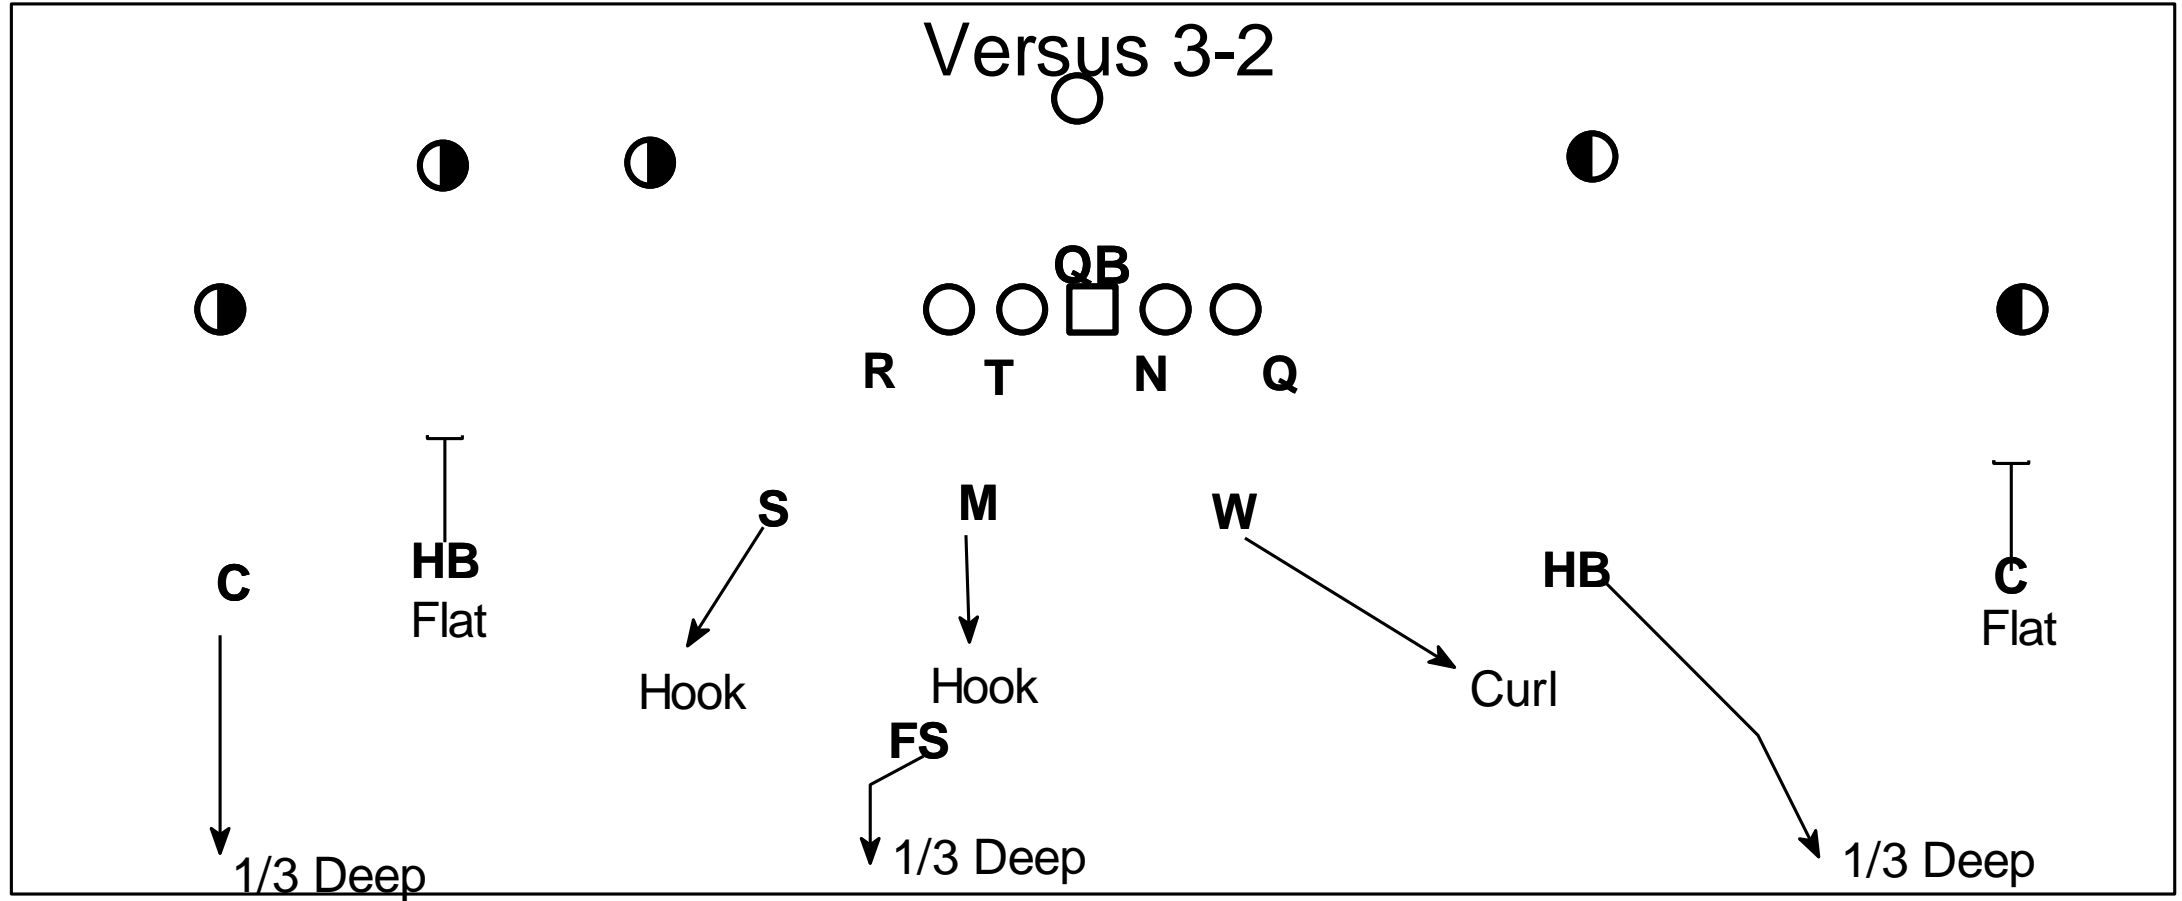 Versus 3-2
QB
R T N Q
S M W
HB HB C C
Flat Flat
Hook Hook Curl
FS
1/3 Deep 1/3 Deep 1/3 Deep